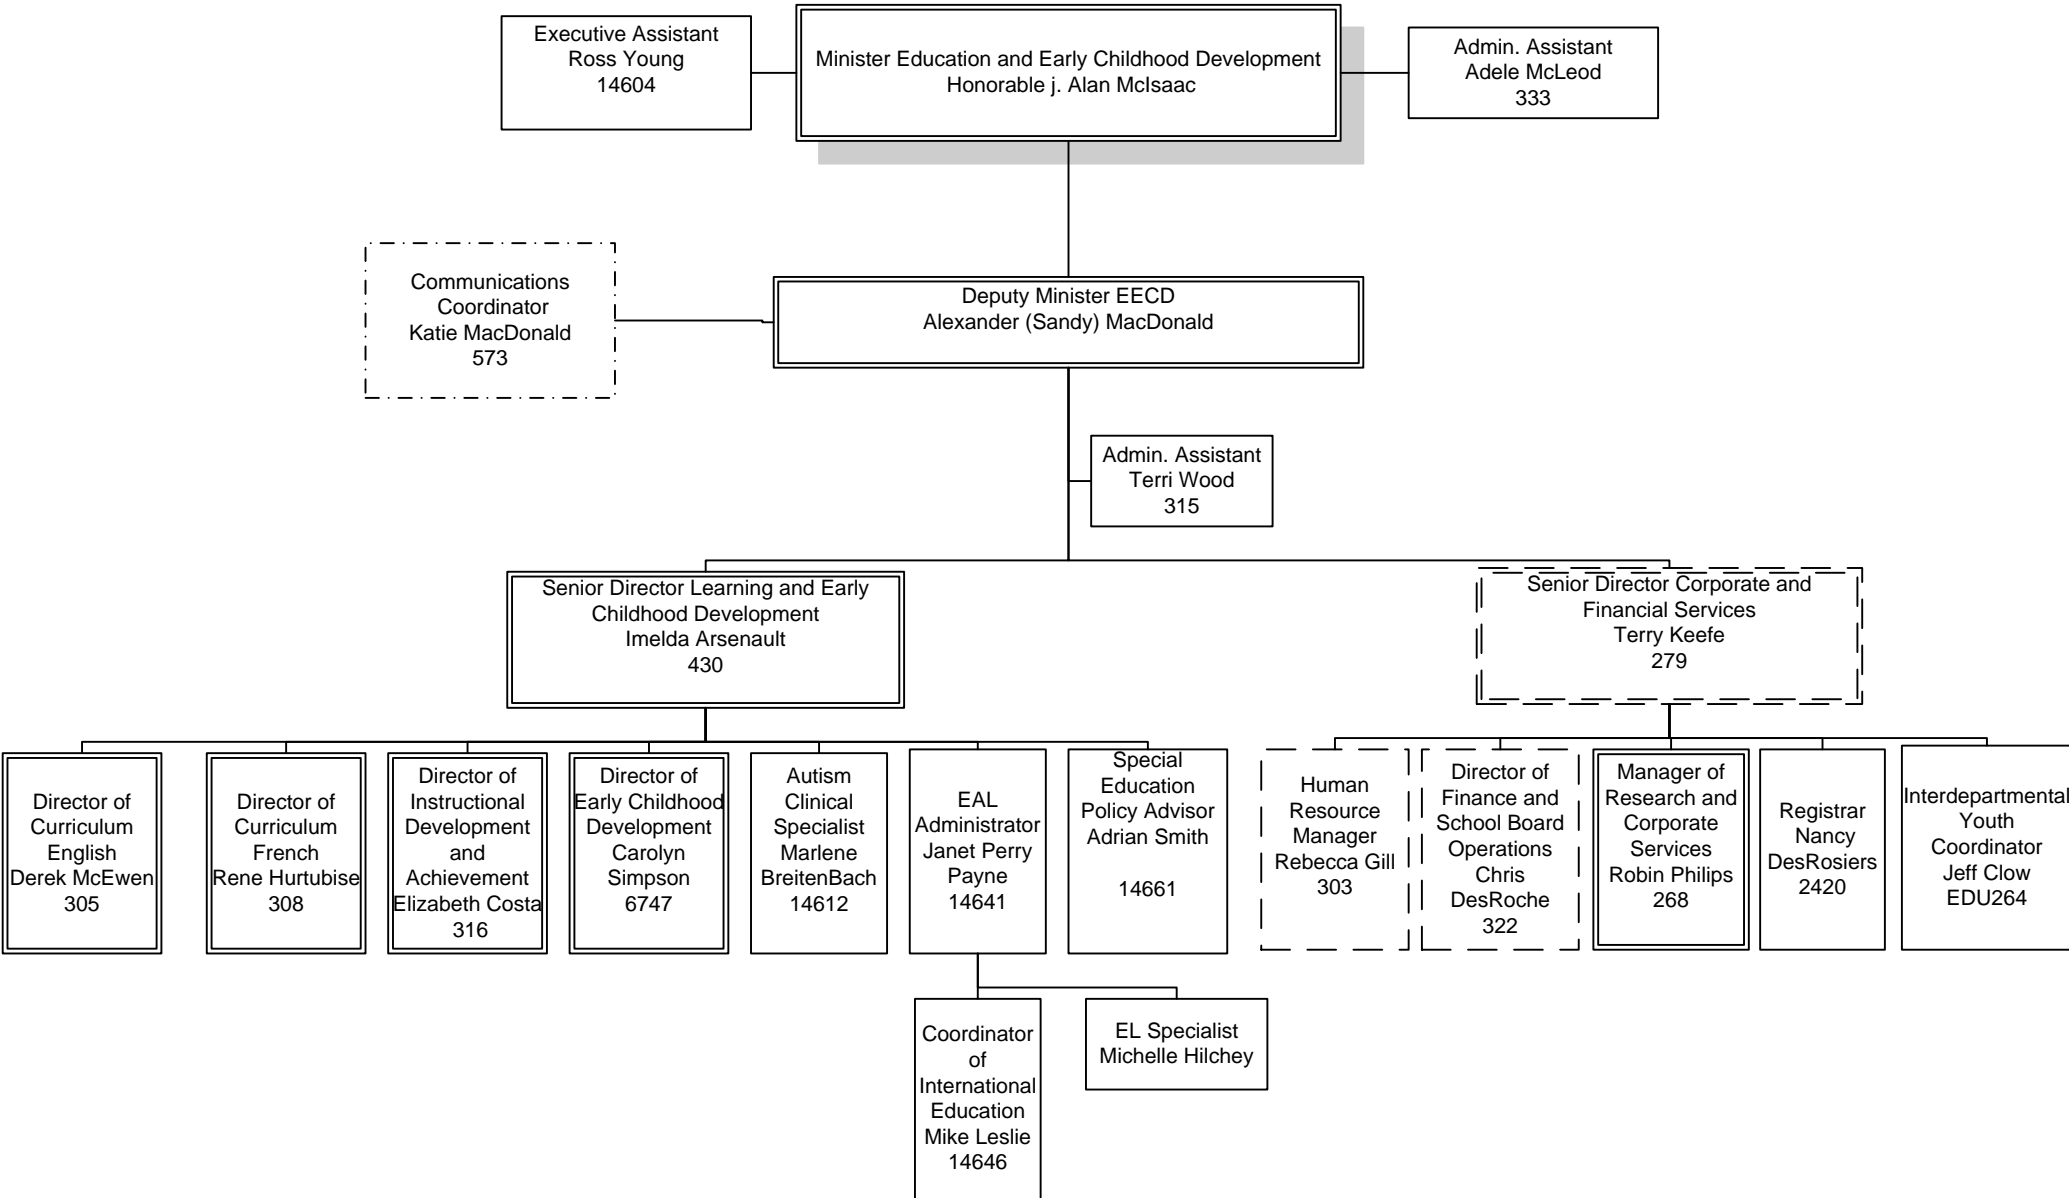 Executive Assistant
Ross Young
14604
Minister Education and Early Childhood Development
Honorable j. Alan McIsaac
Admin. Assistant
Adele McLeod
333
Communications
Coordinator
Katie MacDonald
573
Deputy Minister EECD
Alexander (Sandy) MacDonald
Admin. Assistant
Terri Wood
315
Senior Director Learning and Early
Childhood Development
Imelda Arsenault
430
Senior Director Corporate and
Financial Services
Terry Keefe
279
Director of
Curriculum
English
Derek McEwen
305
Director of
Curriculum
French
Rene Hurtubise
308
Director of
Instructional
Development
and
Achievement
Elizabeth Costa
316
Director of
Early Childhood
Development
Carolyn
Simpson
6747
Autism
Clinical
Specialist
Marlene
BreitenBach
14612
EAL
Administrator
Janet Perry
Payne
14641
Special
Education
Policy Advisor
Adrian Smith
14661
Human
Resource
Manager
Rebecca Gill
303
Director of
Finance and
School Board
Operations
Chris
DesRoche
322
Manager of
Research and
Corporate
Services
Robin Philips
268
Registrar
Nancy
DesRosiers
2420
Interdepartmental
Youth
Coordinator
Jeff Clow
EDU264
Coordinator
of
International
Education
Mike Leslie
14646
EL Specialist
Michelle Hilchey